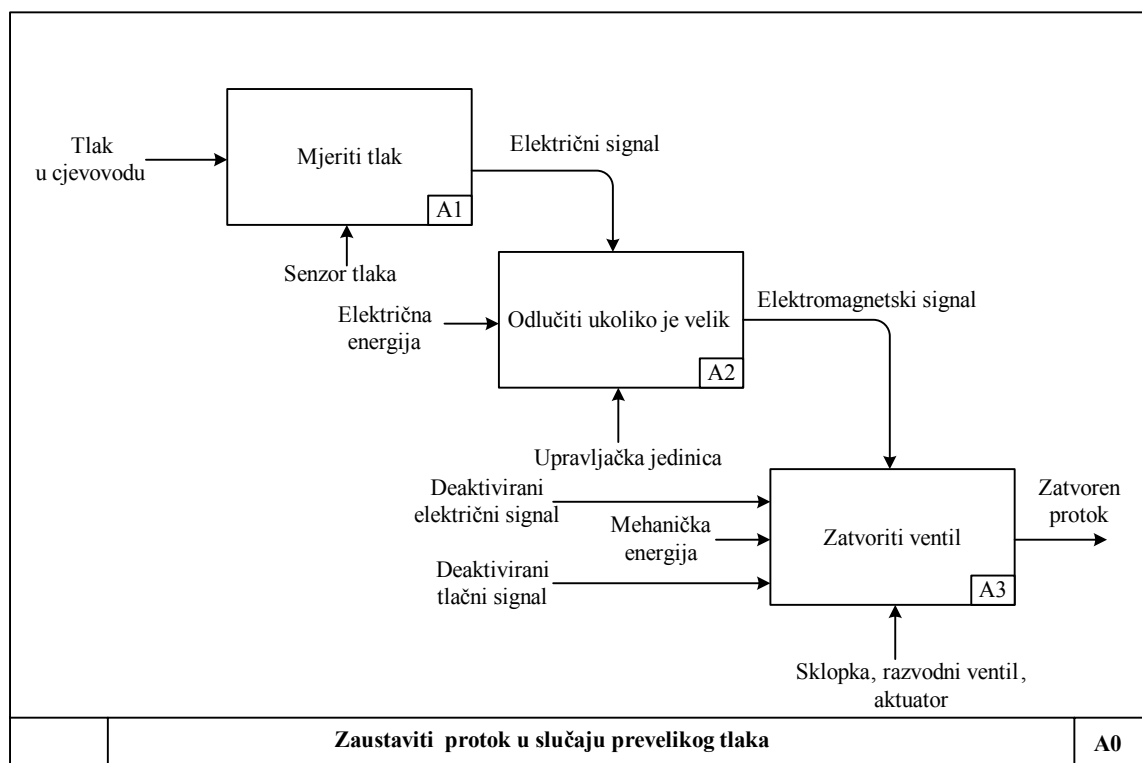 Tlak
u cjevovodu
Mjeriti tlak
A1
Električni signal
Senzor tlaka
Električna
energija
Odlučiti ukoliko je velik
A2
Elektromagnetski signal
Upravljačka jedinica
Deaktivirani
električni signal
Mehanička
energija
Deaktivirani
tlačni signal
Zatvoriti ventil
A3
Zatvoren
protok
Sklopka, razvodni ventil,
aktuator
Zaustaviti protok u slučaju prevelikog tlaka
A0